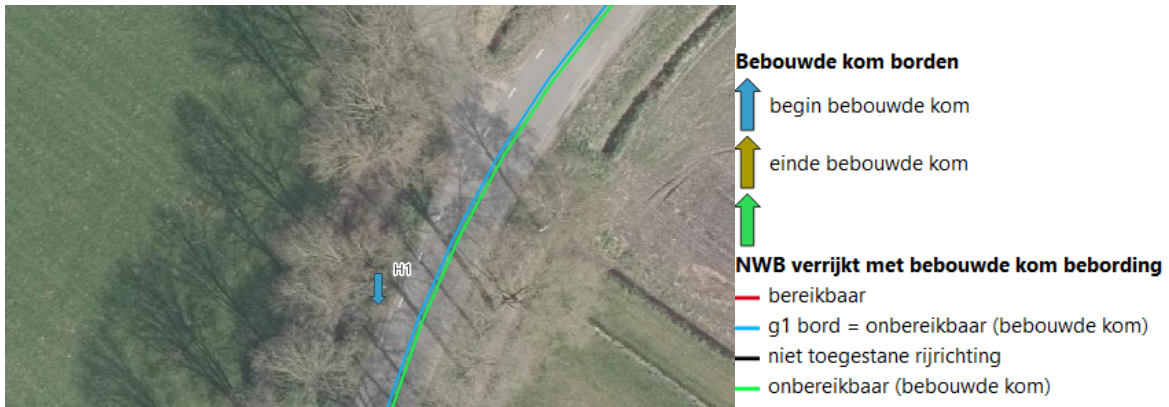 H1
Bebouwde kom borden
begin bebouwde kom
einde bebouwde kom
NWB verrijkt met bebouwde kom bebording
bereikbaar
g1 bord = onbereikbaar (bebouwde kom)
niet toegestane rijrichting
onbereikbaar (bebouwde kom)